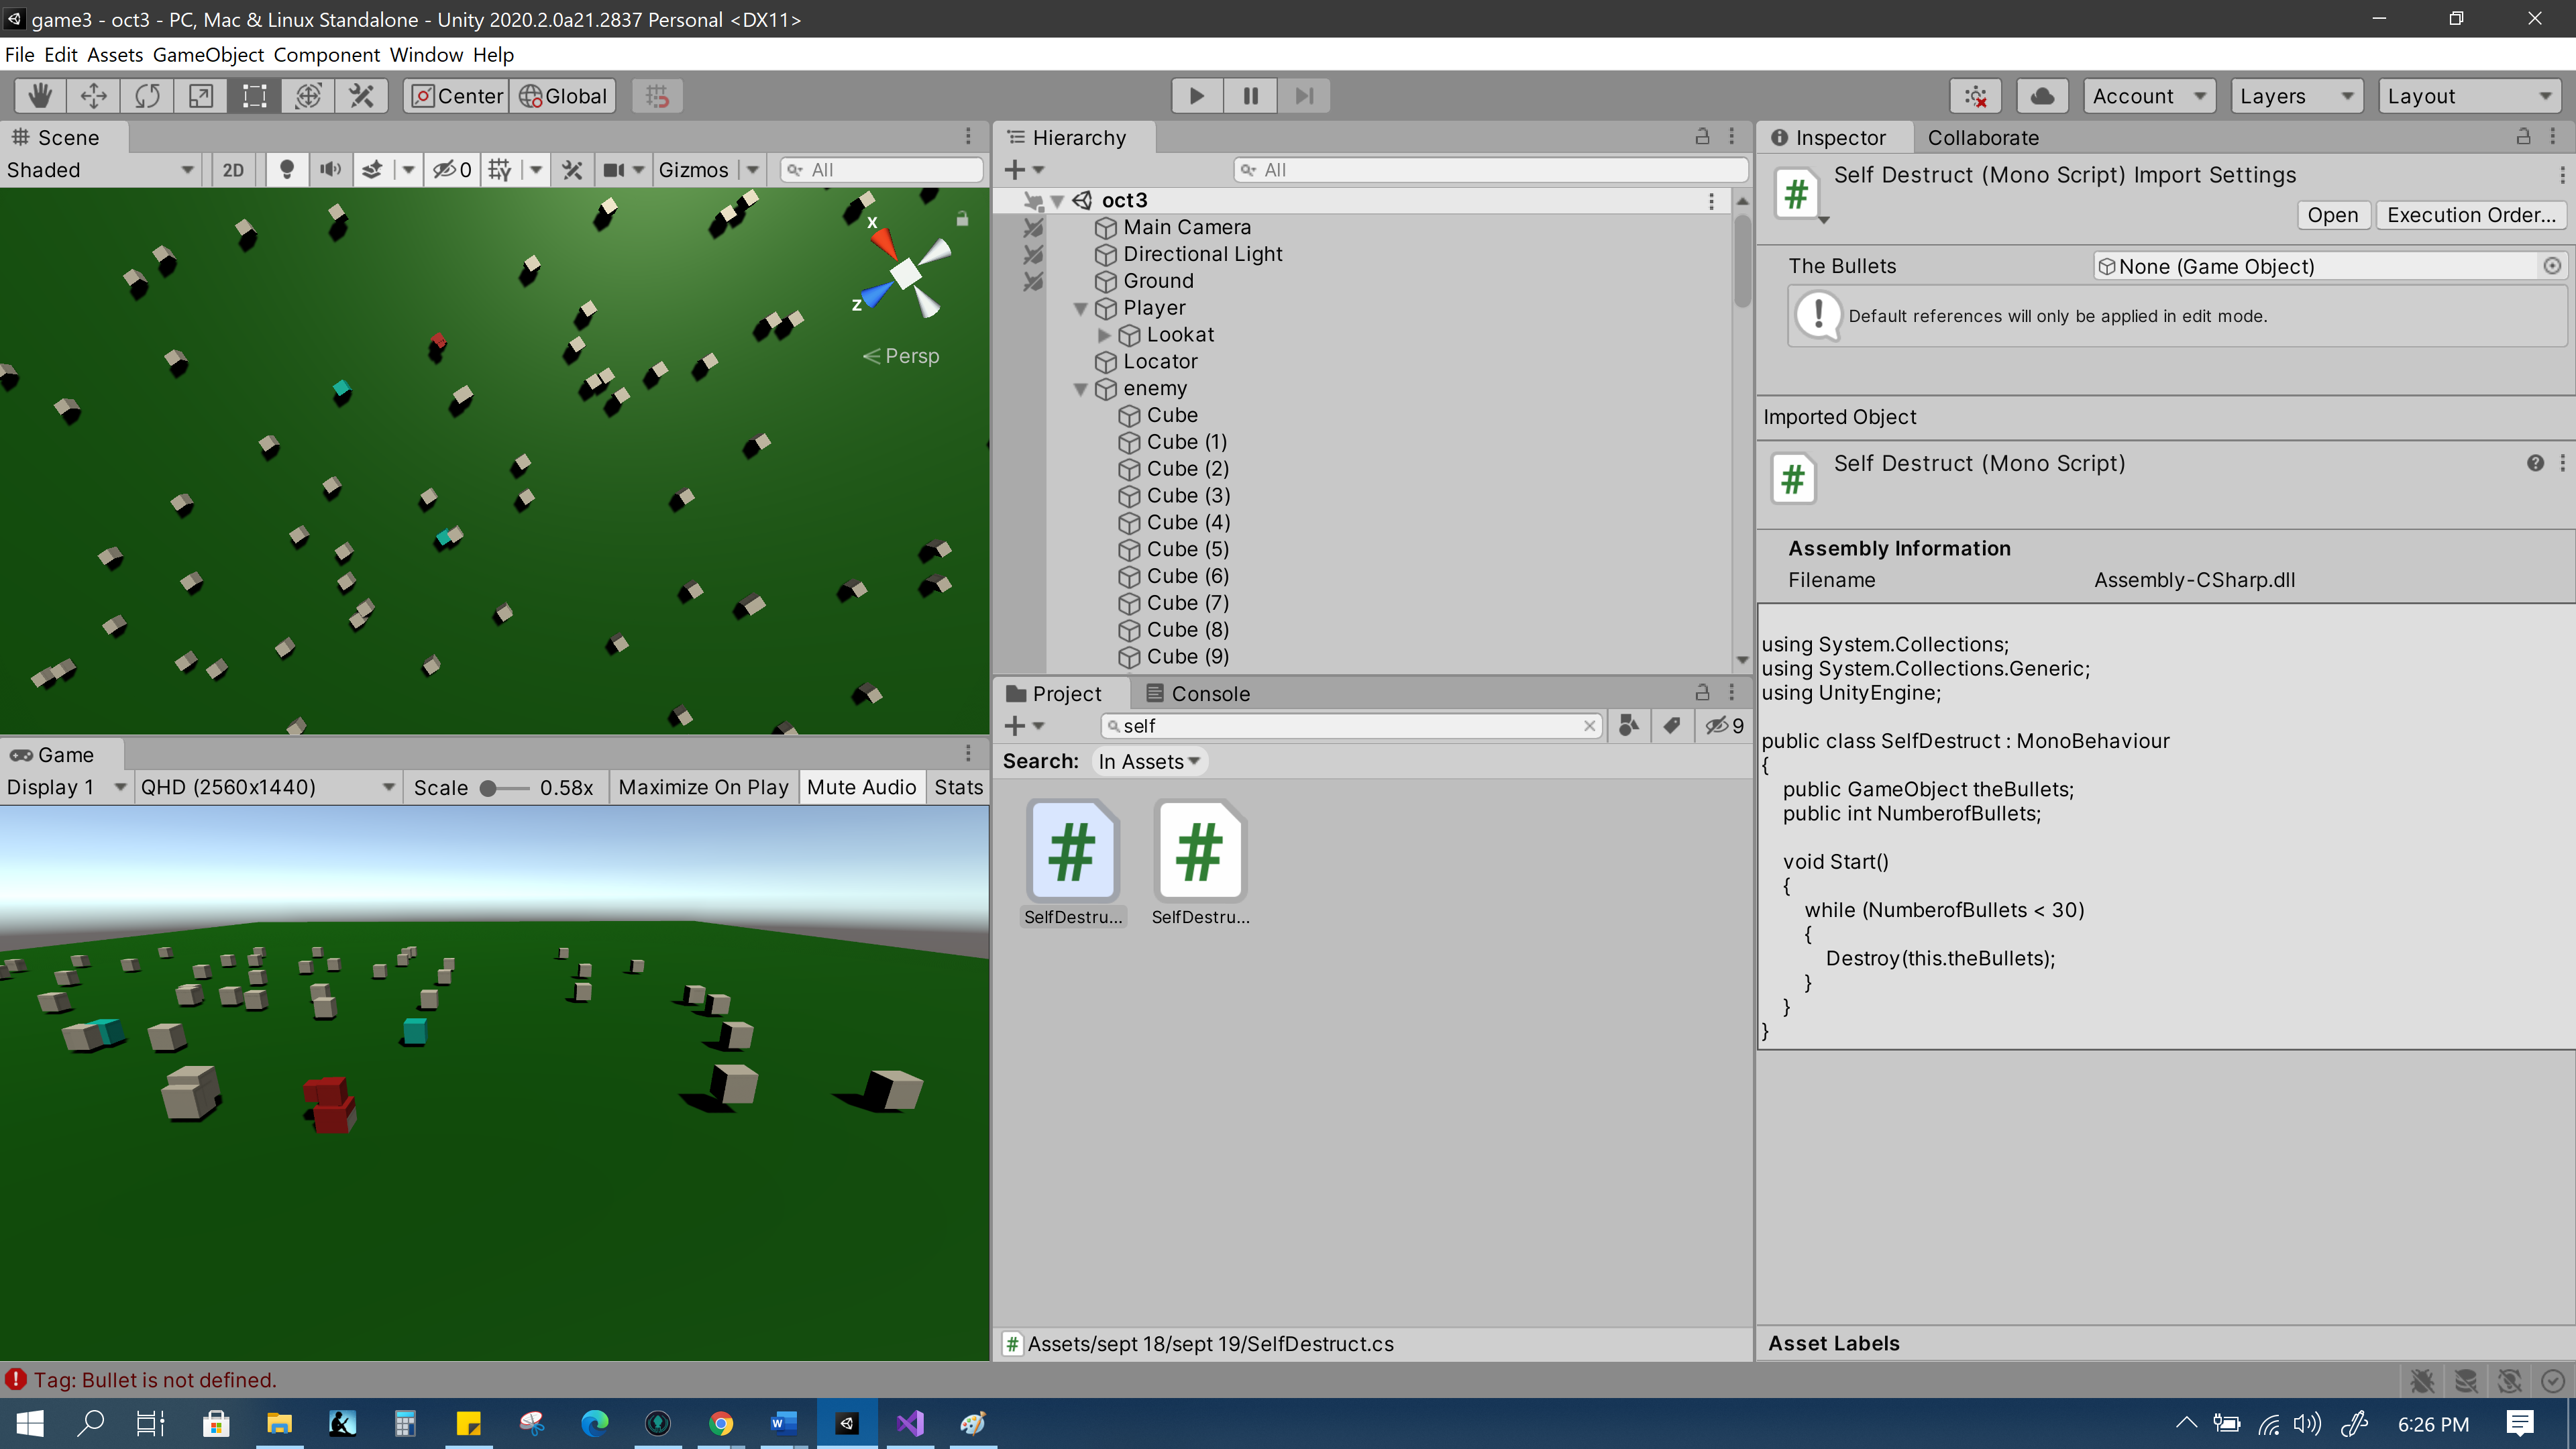 game3 - oct3 - PC, Mac & Linux Standalone - Unity 2020.2.0a21.2837 Personal <DX11>
File Edit Assets GameObject Component Window Help
Center Global
Account Layers Layout
Scene
Shaded 2D 0 Gizmos All
X
Z
Persp
Game
Display 1 QHD (2560x1440) Scale 0.58x Maximize On Play Mute Audio Stats
Hierarchy
All
oct3
Main Camera
Directional Light
Ground
Player
Lookat
Locator
enemy
Cube
Cube (1)
Cube (2)
Cube (3)
Cube (4)
Cube (5)
Cube (6)
Cube (7)
Cube (8)
Cube (9)
Project Console
self 9
Search: In Assets
SelfDestru... SelfDestru...
Assets/sept 18/sept 19/SelfDestruct.cs
Inspector Collaborate
# Self Destruct (Mono Script) Import Settings
Open Execution Order...
The Bullets None (Game Object)
Default references will only be applied in edit mode.
Imported Object
# Self Destruct (Mono Script)
Assembly Information
Filename Assembly-CSharp.dll
using System.Collections;
using System.Collections.Generic;
using UnityEngine;
public class SelfDestruct : MonoBehaviour
{
public GameObject theBullets;
public int NumberofBullets;
void Start()
{
while (NumberofBullets < 30)
{
Destroy(this.theBullets);
}
}
}
Asset Labels
Tag: Bullet is not defined.
6:26 PM